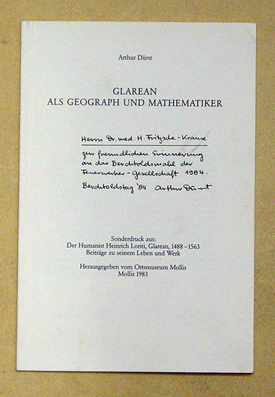 Arthur Dürst
GLAREAN
ALS GEOGRAPH UND MATHEMATIKER
Herrn Dr. med. H. Fritzsche-Krause
zur freundlichen Erinnerung
an das Berchtoldsmahl der
Feuerwerker-Gesellschaft 1984.
Berchtoldstag '84 Arthur Dürst
Sonderdruck aus:
Der Humanist Heinrich Loriti, Glarean, 1488–1563
Beiträge zu seinem Leben und Werk
Herausgegeben vom Ortsmuseum Mollis
Mollis 1983